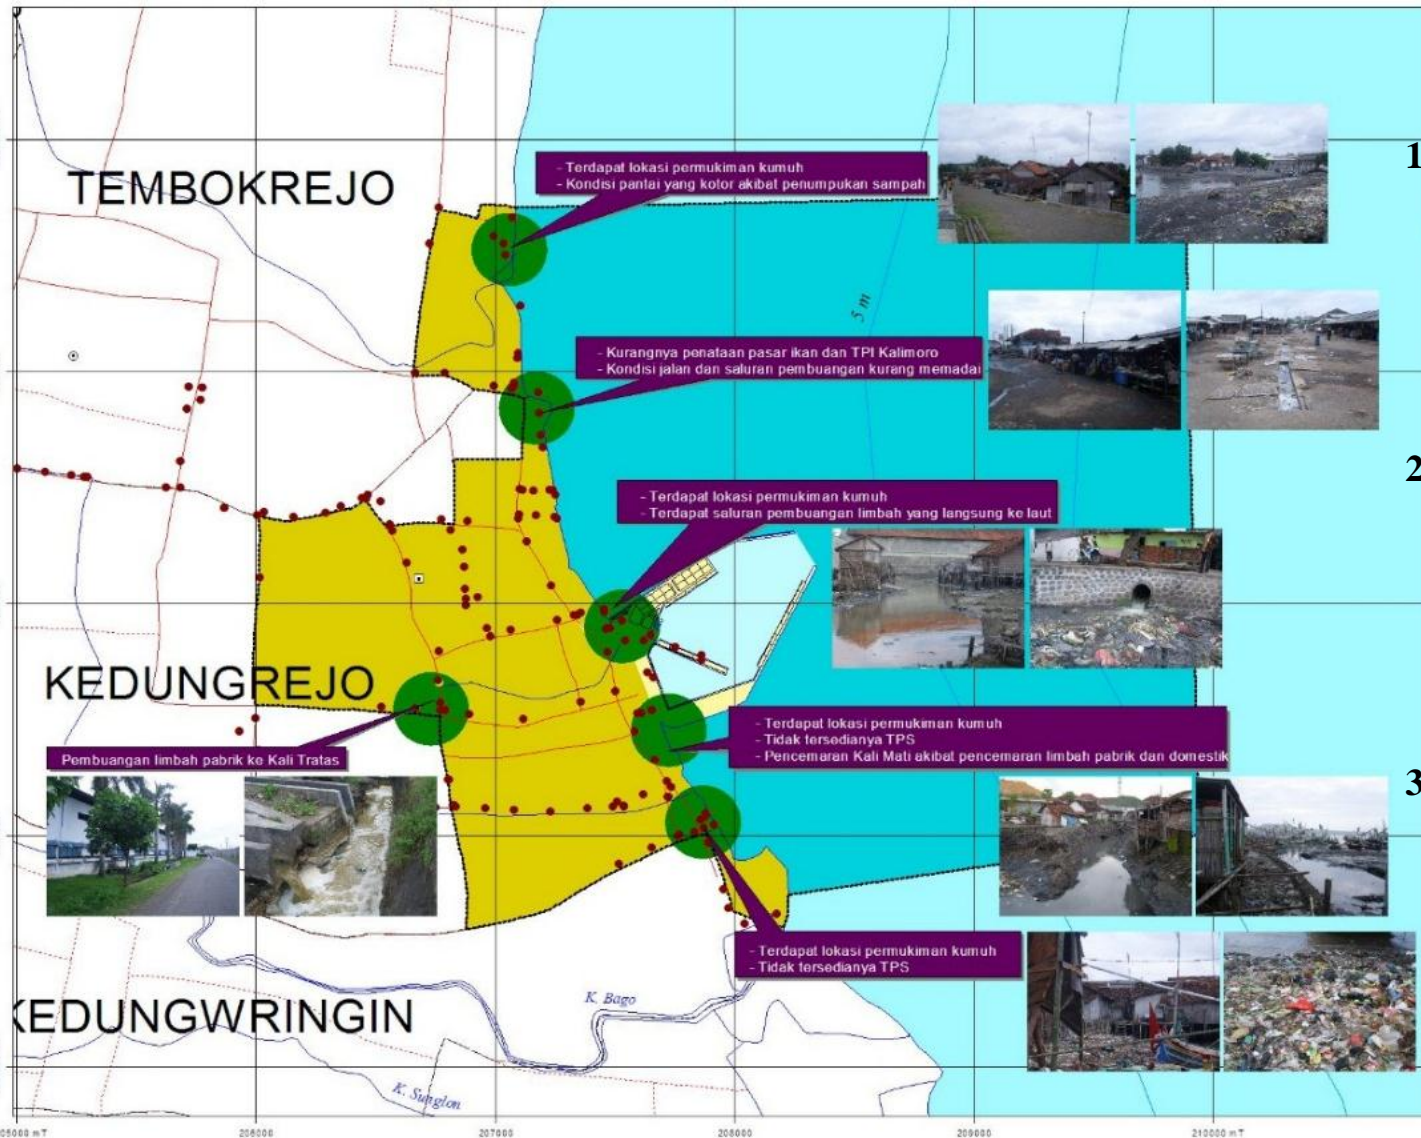 1
TEMBOKREJO
- Terdapat lokasi permukiman kumuh
- Kondisi pantai yang kotor akibat penumpukan sampah
5 m
- Kurangnya penataan pasar ikan dan TPI Kalimoro
- Kondisi jalan dan saluran pembuangan kurang memadai
2
- Terdapat lokasi permukiman kumuh
- Terdapat saluran pembuangan limbah yang langsung ke laut
KEDUNGREJO
- Terdapat lokasi permukiman kumuh
- Tidak tersedianya TPS
- Pencemaran Kali Mati akibat pencemaran limbah pabrik dan domestik
Pembuangan limbah pabrik ke Kali Tratas
3
- Terdapat lokasi permukiman kumuh
- Tidak tersedianya TPS
K. Bago
KEDUNGWRINGIN
K. Sunglon
05000 mT 206000 207000 208000 209000 210000 mT